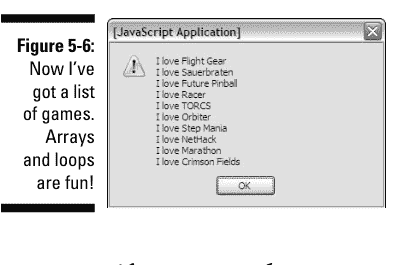 Figure 5-6:
Now I've
got a list
of games.
Arrays
and loops
are fun!
[JavaScript Application]
I love Flight Gear
I love Sauerbraten
I love Future Pinball
I love Racer
I love TORCS
I love Orbiter
I love Step Mania
I love NetHack
I love Marathon
I love Crimson Fields
OK